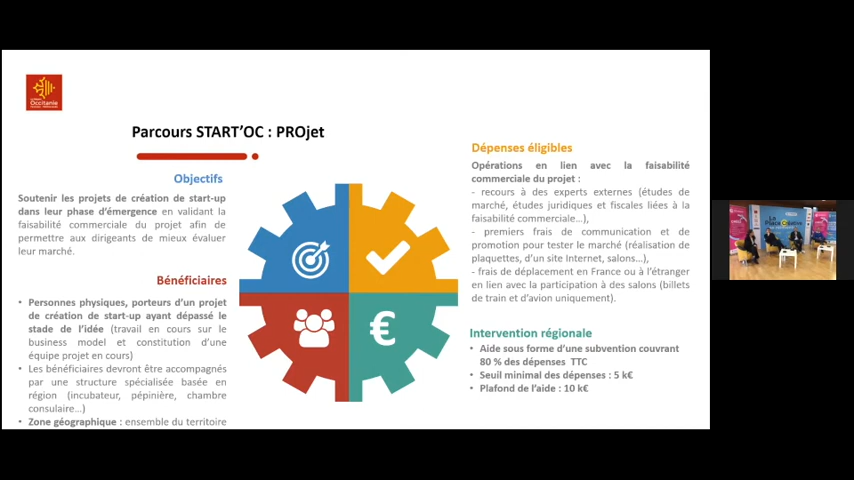 Occitanie
Parcours START'OC : PROjet
Objectifs
Soutenir les projets de création de start-up
dans leur phase d'émergence en validant la
faisabilité commerciale du projet afin de
permettre aux dirigeants de mieux évaluer
leur marché.
Bénéficiaires
• Personnes physiques, porteurs d'un projet
de création de start-up ayant dépassé le
stade de l'idée (travail en cours sur le
business model et constitution d'une
équipe projet en cours)
• Les bénéficiaires devront être accompagnés
par une structure spécialisée basée en
région (incubateur, pépinière, chambre
consulaire…)
• Zone géographique : ensemble du territoire
€
Dépenses éligibles
Opérations en lien avec la faisabilité
commerciale du projet :
- recours à des experts externes (études de
marché, études juridiques et fiscales liées à la
faisabilité commerciale…),
- premiers frais de communication et de
promotion pour tester le marché (réalisation de
plaquettes, d'un site Internet, salons…),
- frais de déplacement en France ou à l'étranger
en lien avec la participation à des salons (billets
de train et d'avion uniquement).
Intervention régionale
• Aide sous forme d'une subvention couvrant
80 % des dépenses TTC
• Seuil minimal des dépenses : 5 k€
• Plafond de l'aide : 10 k€